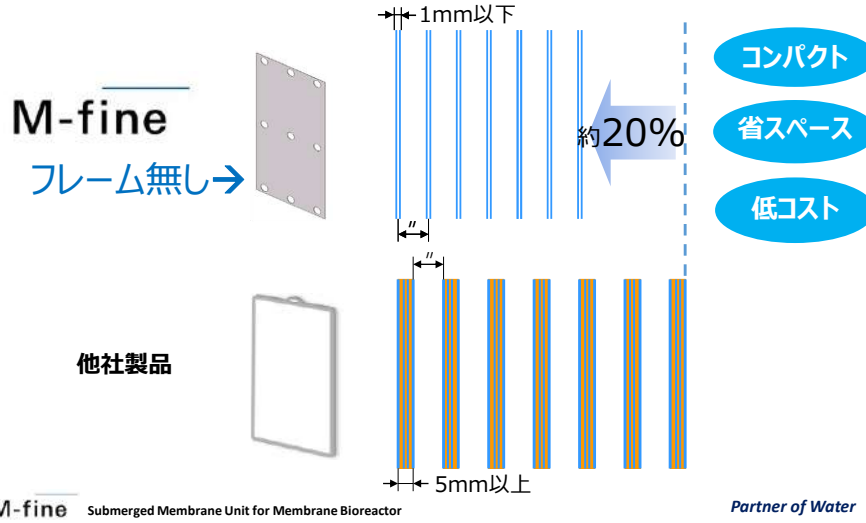 1mm以下
コンパクト
M-fine
約20%
省スペース
フレーム無し→
低コスト
〃
〃
他社製品
5mm以上
M-fine Submerged Membrane Unit for Membrane Bioreactor
Partner of Water